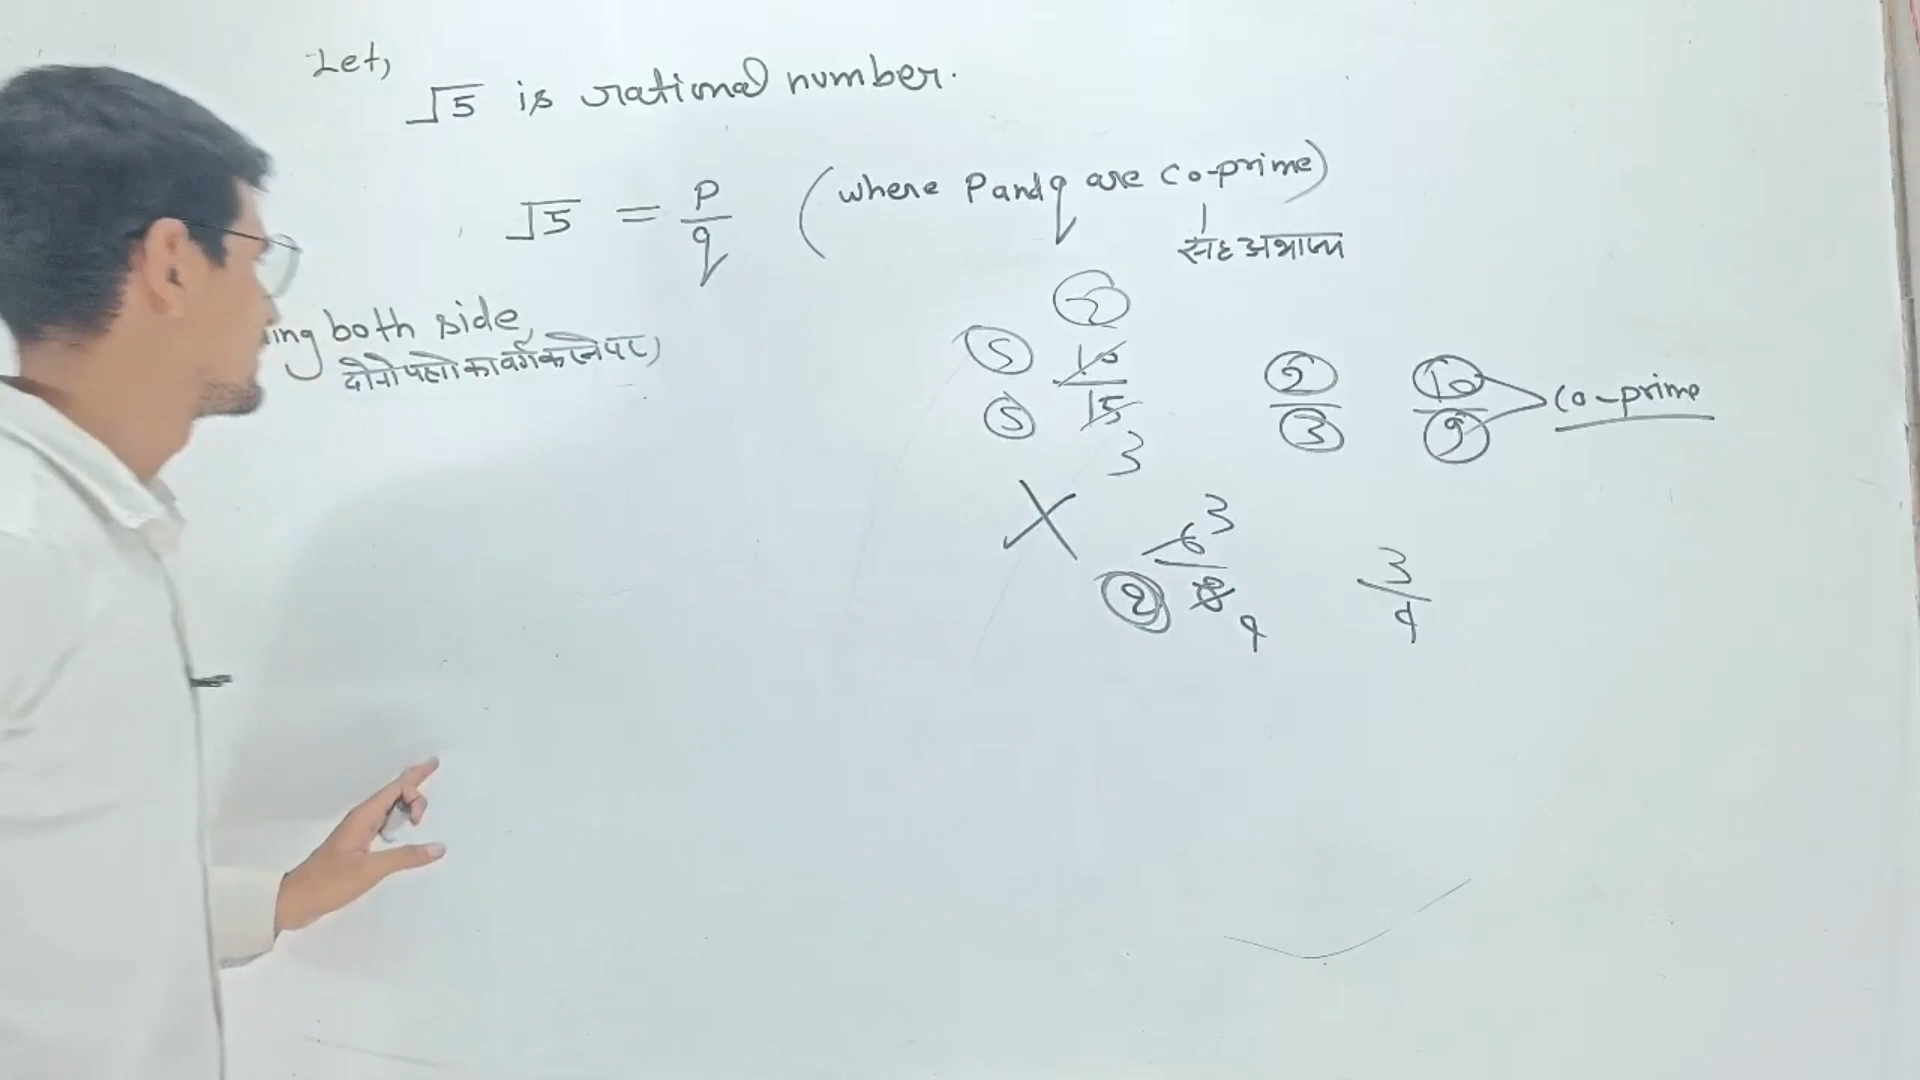 Let,
√5 is rational number.
√5 = p/q (where p and q are co-prime)
सह अभाज्य
ing both side,
दोनो पक्षो का वर्ग करने पर)
5 10
5 15
3
2
3
10
9
co-prime
6 3
2 8
4
3
4